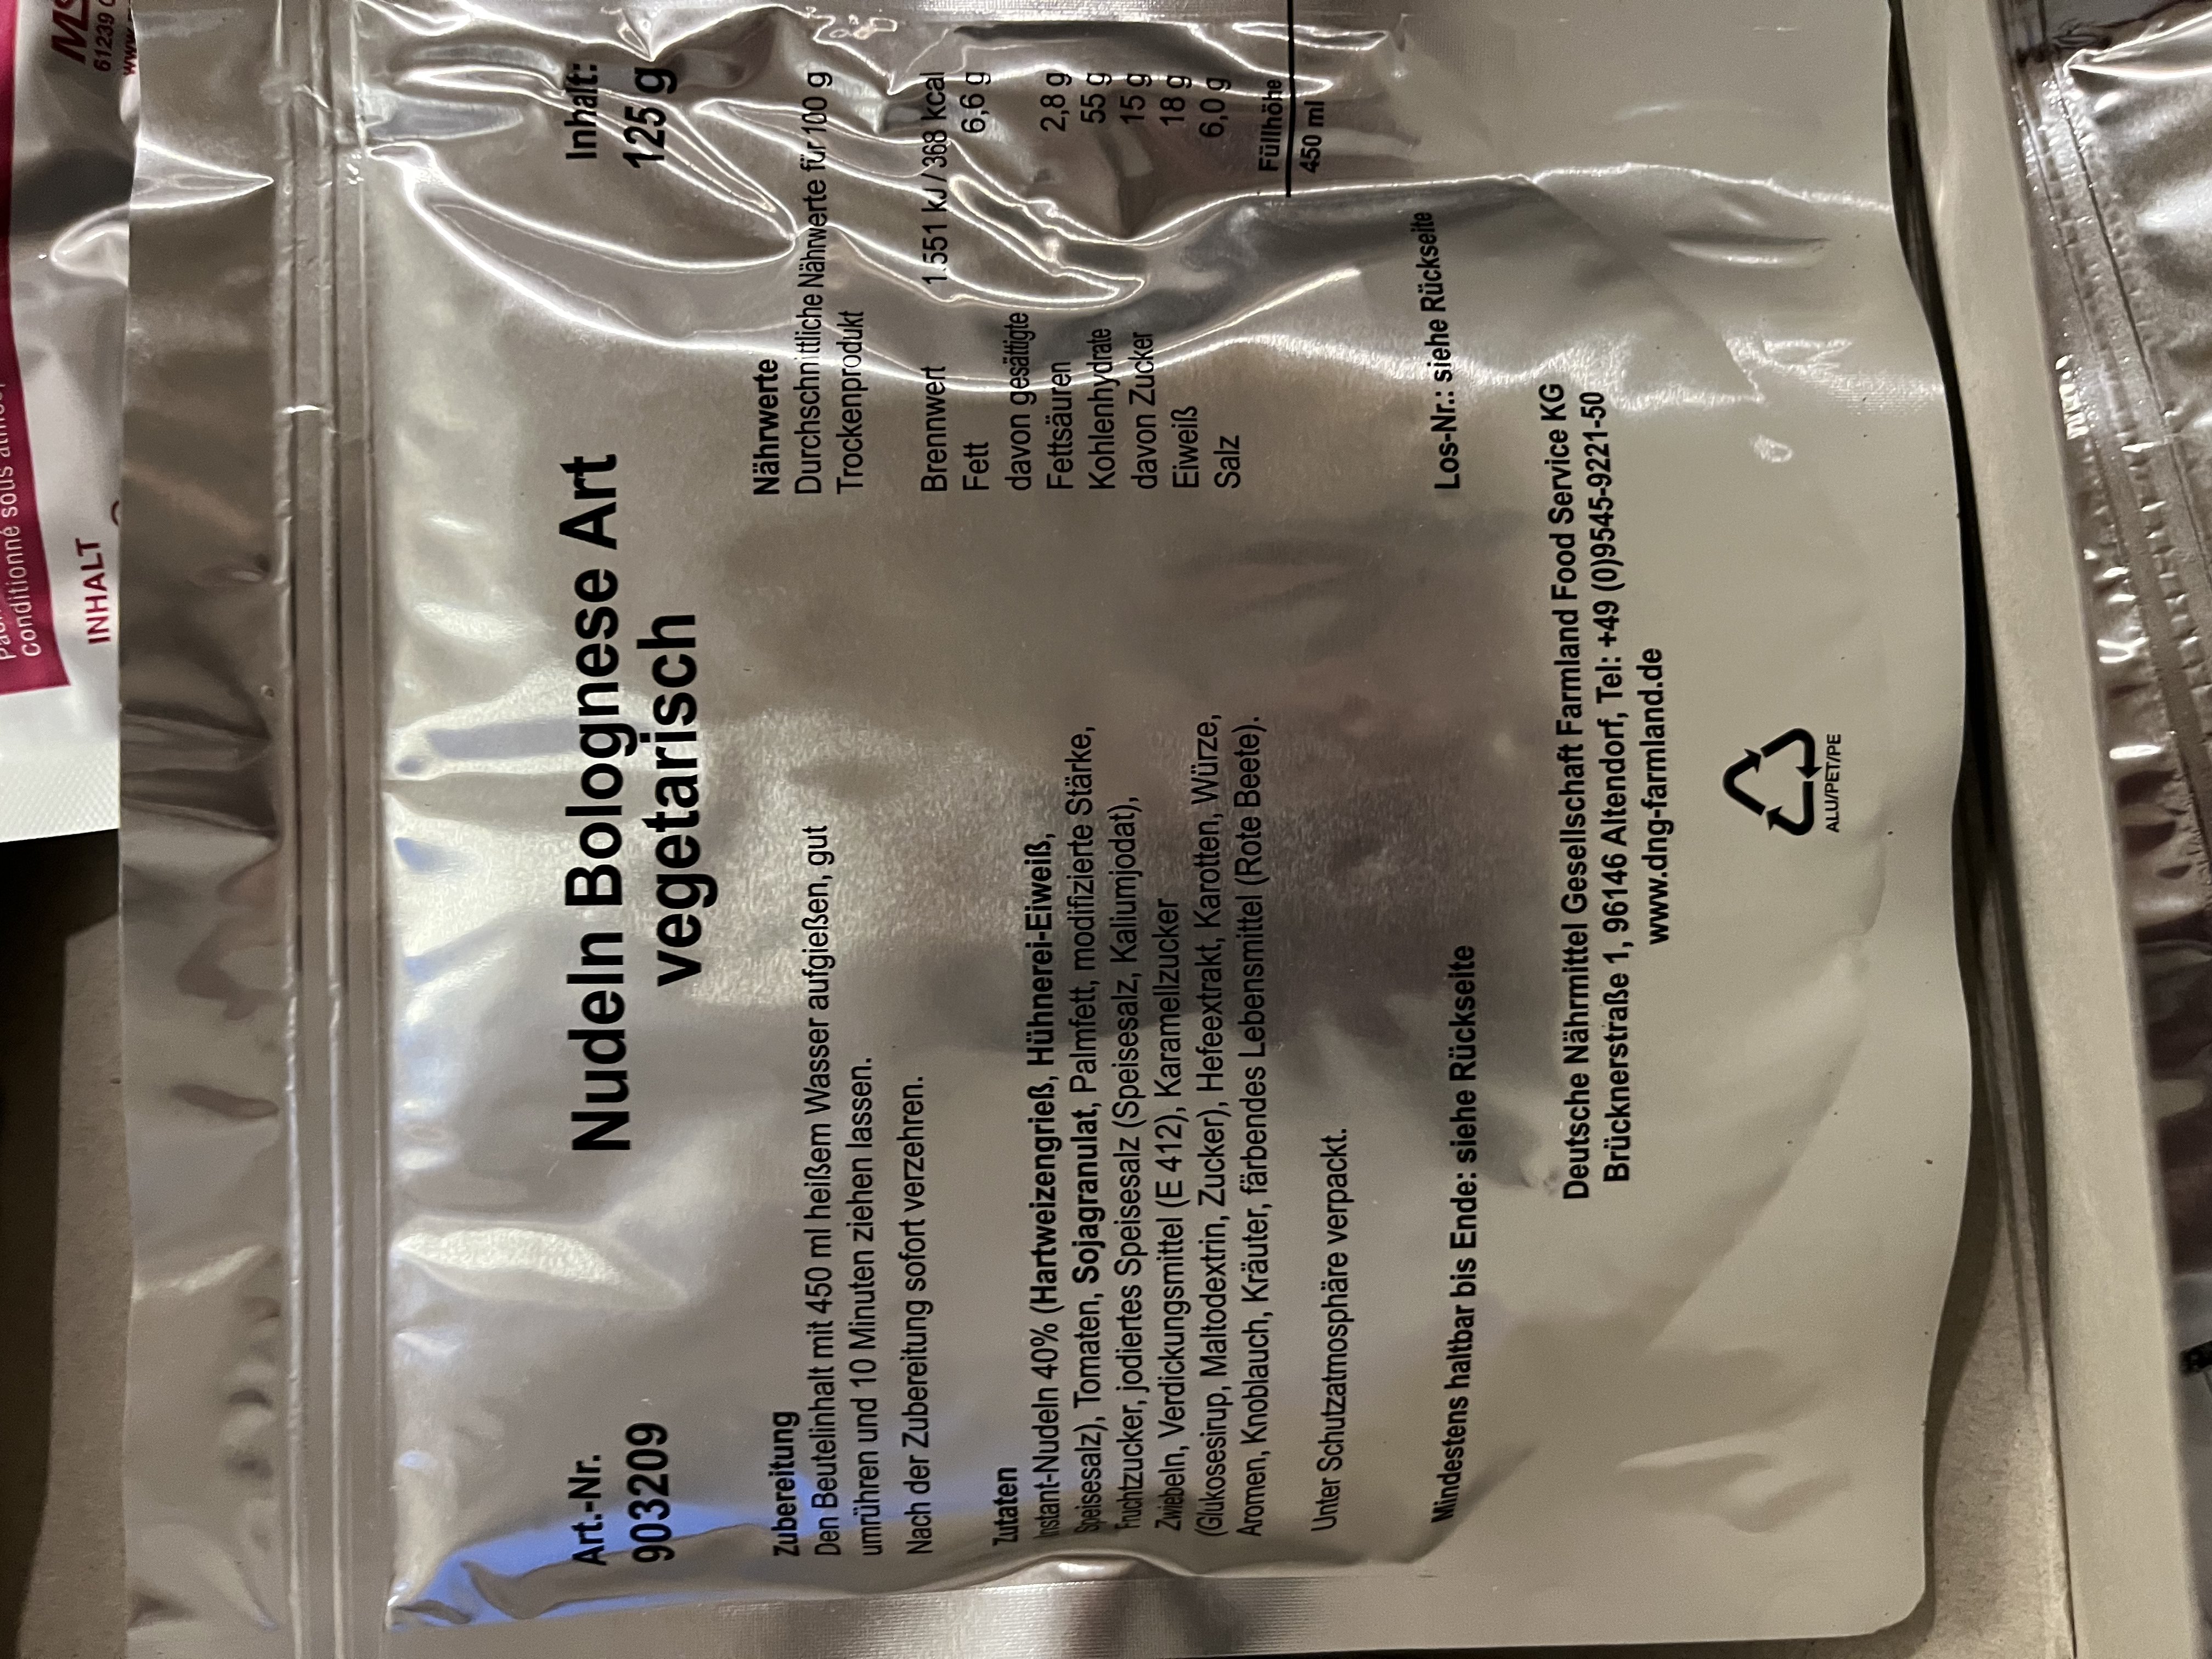 Art.-Nr.
903209
Nudeln Bolognese Art
vegetarisch
Inhalt:
125 g
Zubereitung
Den Beutelinhalt mit 450 ml heißem Wasser aufgießen, gut
umrühren und 10 Minuten ziehen lassen.
Nach der Zubereitung sofort verzehren.
Zutaten
Instant-Nudeln 40% (Hartweizengrieß, Hühnerei-Eiweiß,
Speisesalz), Tomaten, Sojagranulat, Palmfett, modifizierte Stärke,
Fruchtzucker, jodiertes Speisesalz (Speisesalz, Kaliumjodat),
Zwiebeln, Verdickungsmittel (E 412), Karamellzucker
(Glukosesirup, Maltodextrin, Zucker), Hefeextrakt, Karotten, Würze,
Aromen, Knoblauch, Kräuter, färbendes Lebensmittel (Rote Beete).
Unter Schutzatmosphäre verpackt.
Mindestens haltbar bis Ende: siehe Rückseite
Nährwerte
Durchschnittliche Nährwerte für 100 g
Trockenprodukt
Brennwert 1.551 kJ / 368 kcal
Fett 6,6 g
davon gesättigte
Fettsäuren 2,8 g
Kohlenhydrate 55 g
davon Zucker 15 g
Eiweiß 18 g
Salz 6,0 g
Füllhöhe
450 ml
Los-Nr.: siehe Rückseite
Deutsche Nährmittel Gesellschaft Farmland Food Service KG
Brücknerstraße 1, 96146 Altendorf, Tel: +49 (0)9545-9221-50
www.dng-farmland.de
ALU/PET/PE
Conditionné sous
INHALT
61239
www.